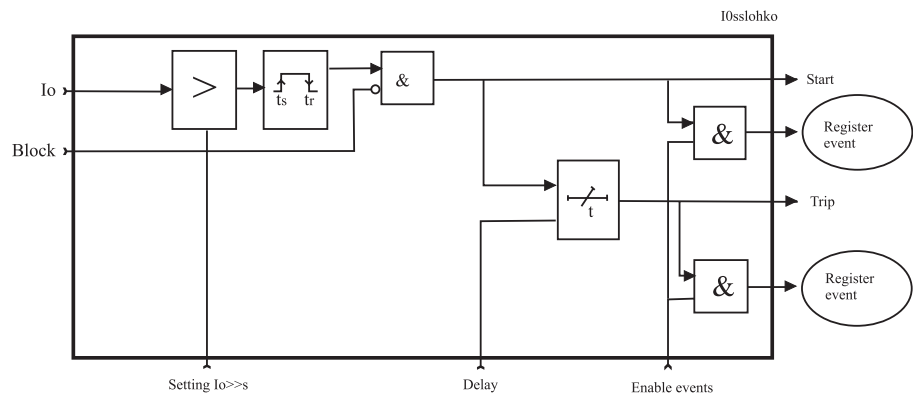 I0sslohko
Io
>
ts
tr
&
Start
&
Register
event
Block
t
Trip
&
Register
event
Setting Io>>s
Delay
Enable events